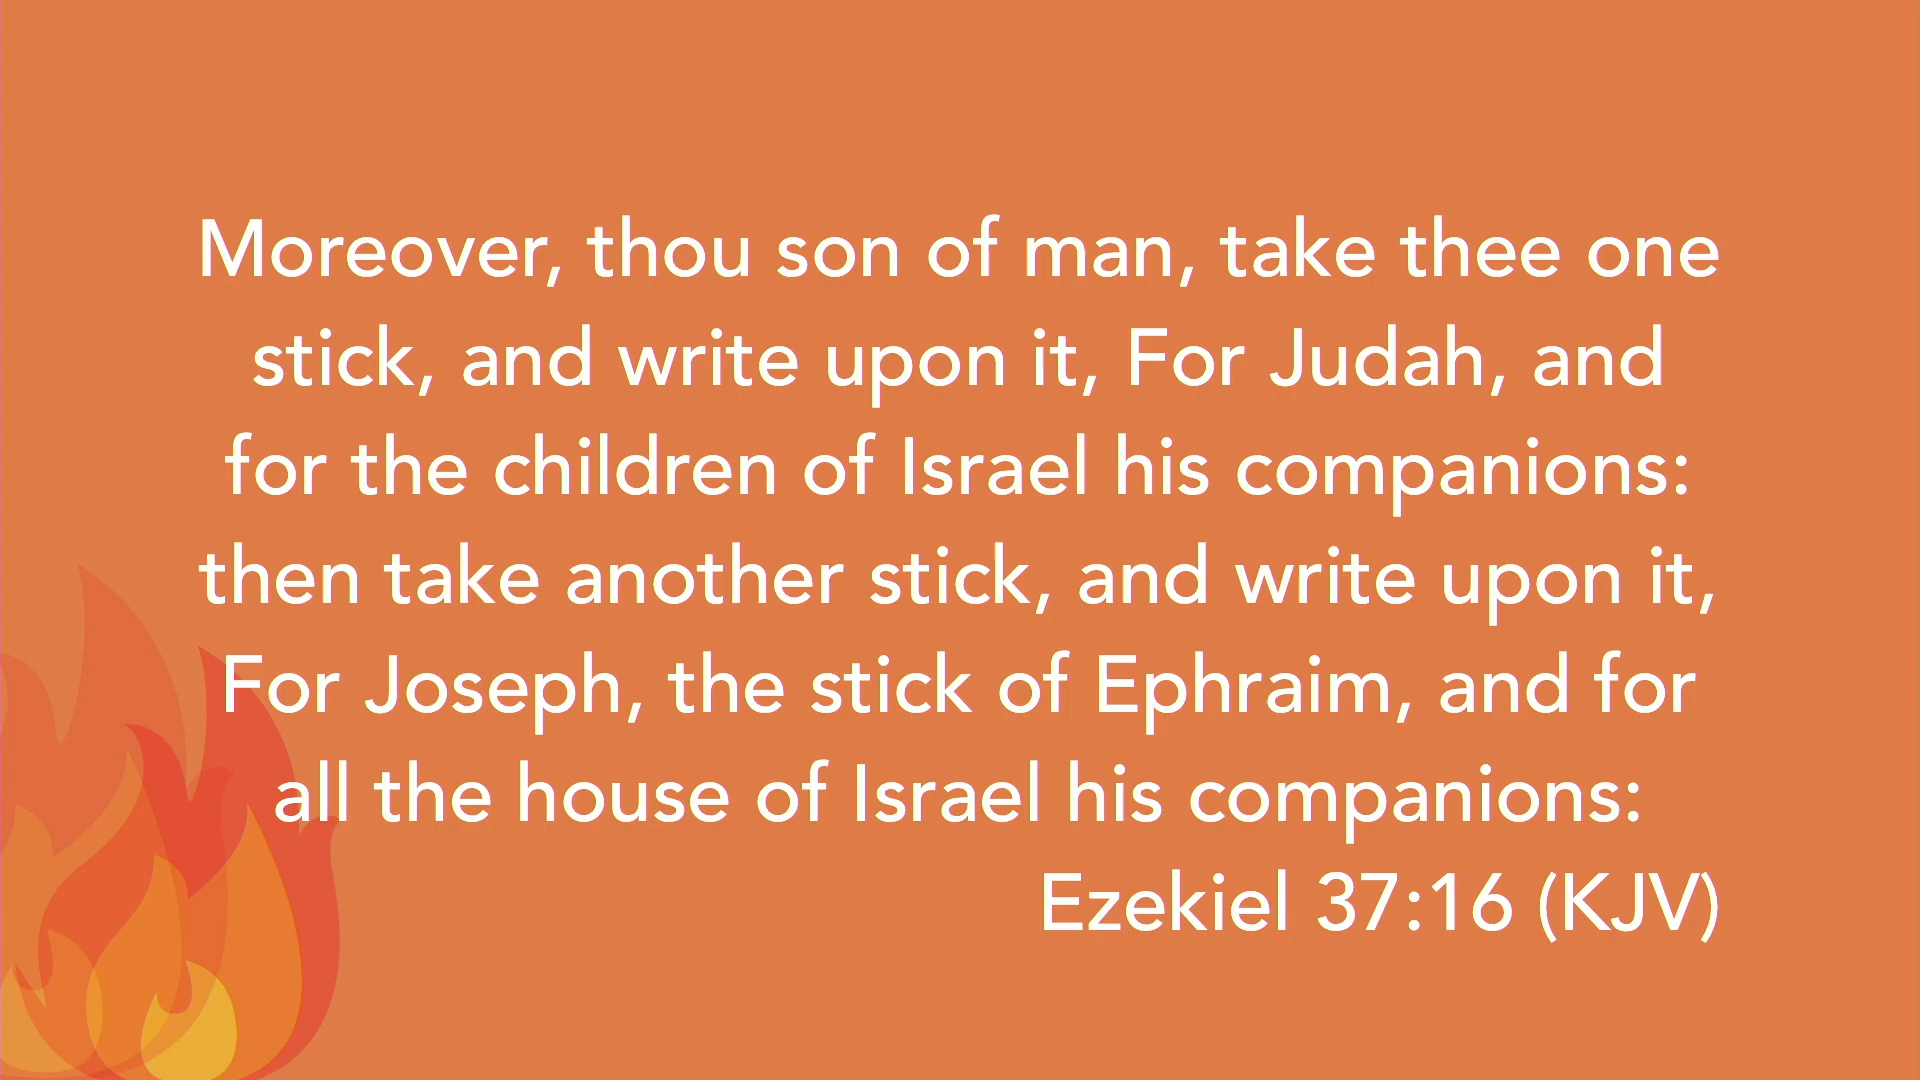 Moreover, thou son of man, take thee one
stick, and write upon it, For Judah, and
for the children of Israel his companions:
then take another stick, and write upon it,
For Joseph, the stick of Ephraim, and for
all the house of Israel his companions:
Ezekiel 37:16 (KJV)